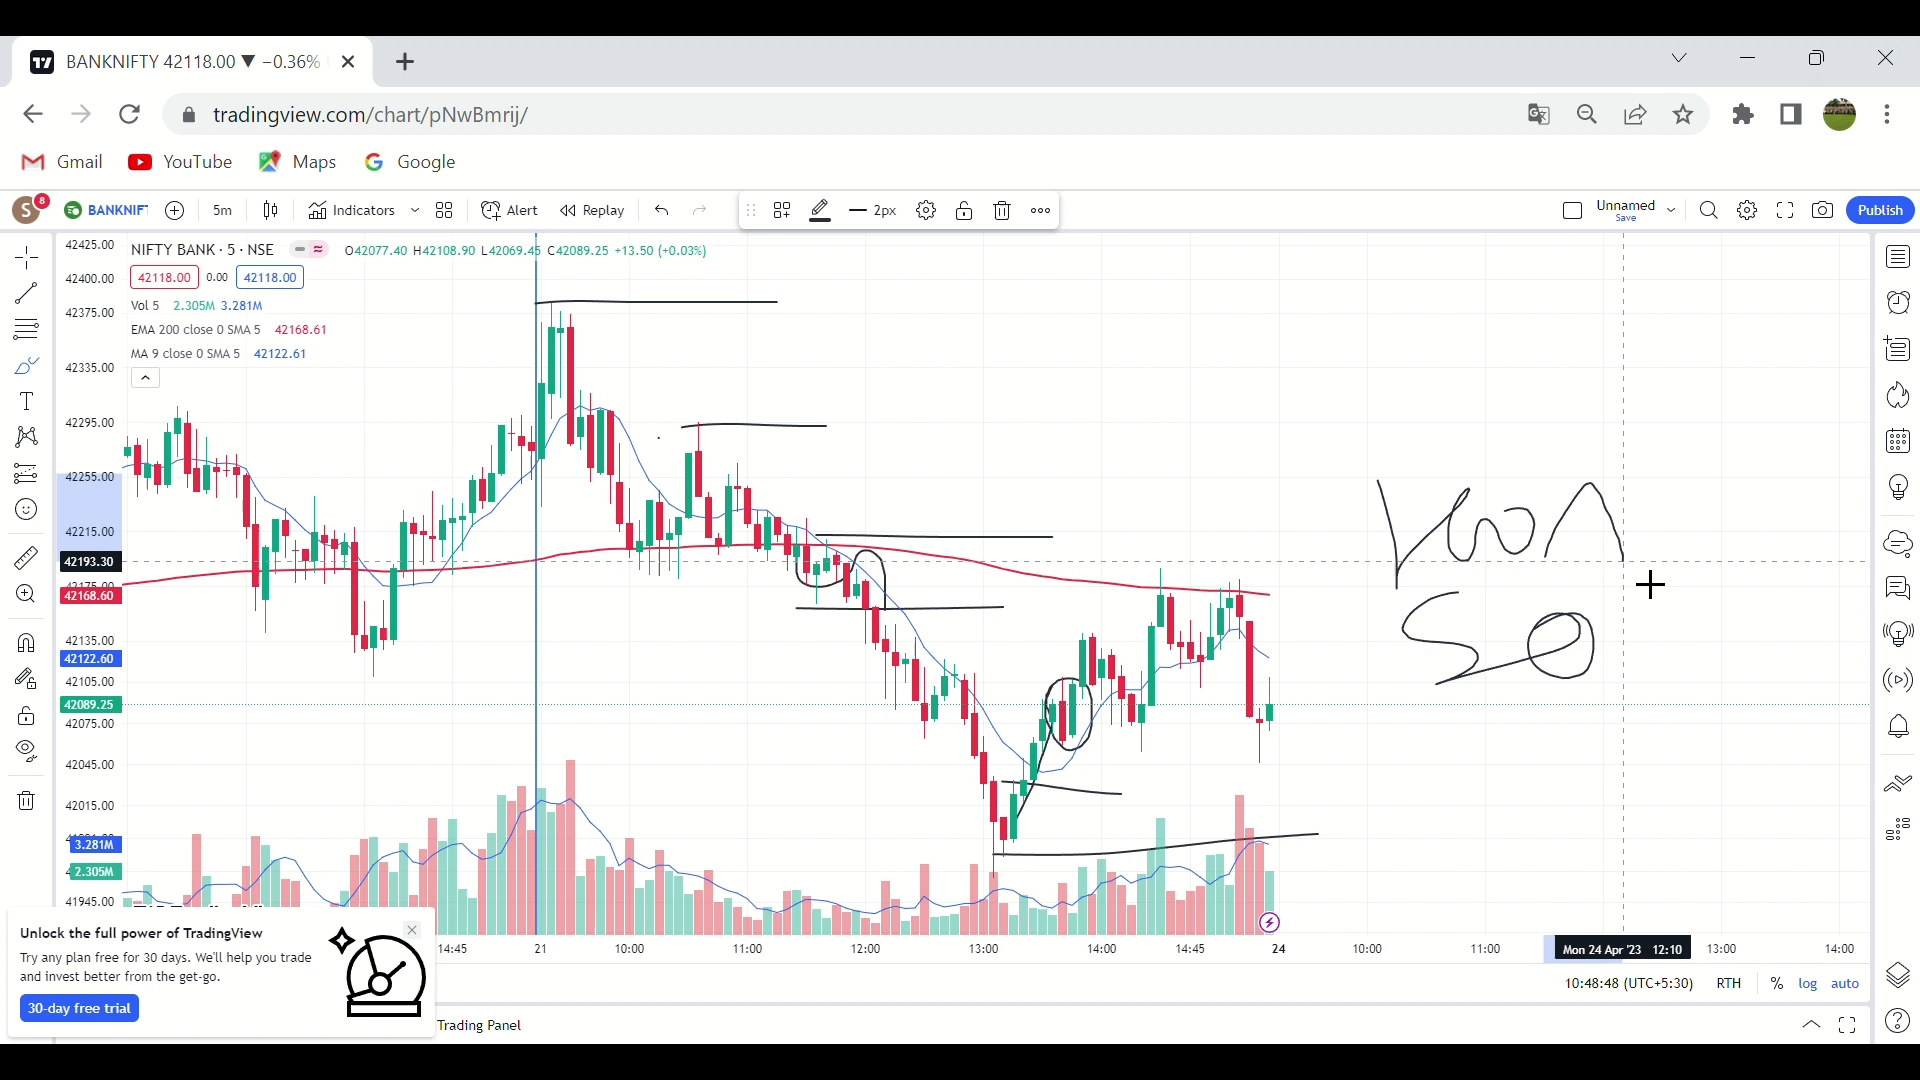 BANKNIFTY 42118.00 ▼ −0.36%
tradingview.com/chart/pNwBmrij/
Gmail YouTube Maps Google
S 8 BANKNIF 5m Indicators Alert Replay 2px Unnamed Save Publish
NIFTY BANK · 5 · NSE O42077.40 H42108.90 L42069.45 C42089.25 +13.50 (+0.03%)
42118.00 0.00 42118.00
Vol 5 2.305M 3.281M
EMA 200 close 0 SMA 5 42168.61
MA 9 close 0 SMA 5 42122.61
42425.00
42400.00
42375.00
42335.00
42295.00
42255.00
42215.00
42193.30
42175.00
42168.60
42135.00
42122.60
42105.00
42089.25
42075.00
42045.00
42015.00
3.281M
2.305M
41945.00
50
14:45 21 10:00 11:00 12:00 13:00 14:00 14:45 24 10:00 11:00 Mon 24 Apr '23 12:10 13:00 14:00
Unlock the full power of TradingView
Try any plan free for 30 days. We'll help you trade
and invest better from the get-go.
30-day free trial
10:48:48 (UTC+5:30) RTH % log auto
Trading Panel